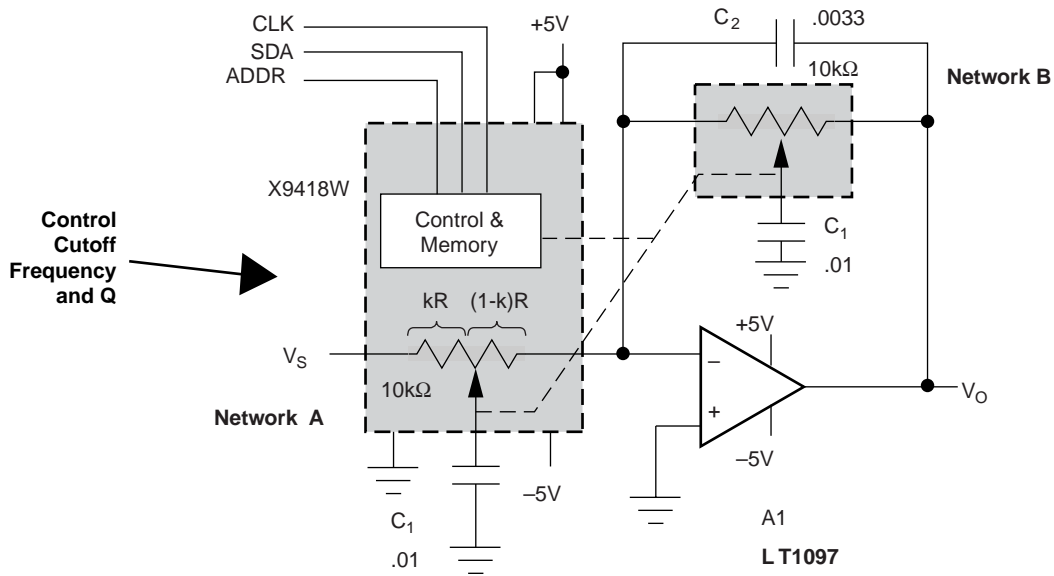 CLK
SDA
ADDR
+5V
C2
.0033
10kΩ
Network B
X9418W
Control &
Memory
Control
Cutoff
Frequency
and Q
C1
.01
kR
(1-k)R
VS
10kΩ
Network A
+5V
–
+
VO
–5V
–5V
C1
.01
A1
L T1097